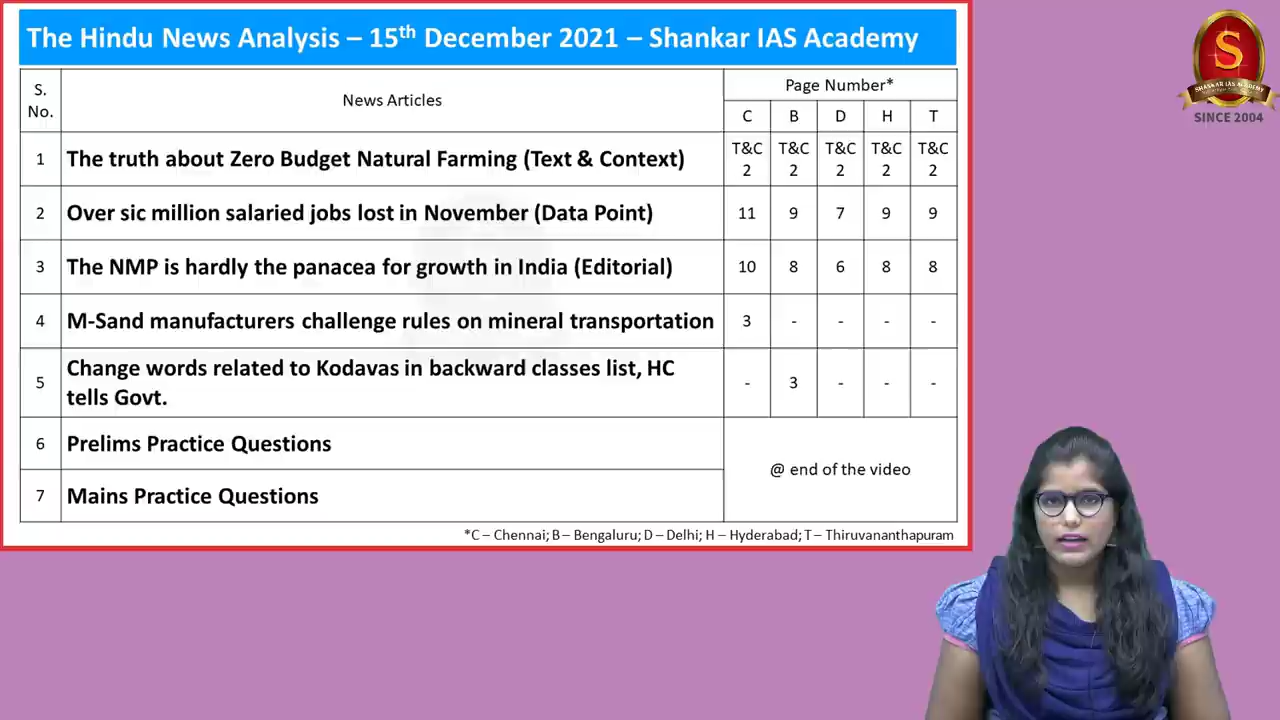 The Hindu News Analysis – 15th December 2021 – Shankar IAS Academy
S. No.
News Articles
Page Number*
C B D H T
1 The truth about Zero Budget Natural Farming (Text & Context) T&C 2 T&C 2 T&C 2 T&C 2 T&C 2
2 Over sic million salaried jobs lost in November (Data Point) 11 9 7 9 9
3 The NMP is hardly the panacea for growth in India (Editorial) 10 8 6 8 8
4 M-Sand manufacturers challenge rules on mineral transportation 3 - - - -
5 Change words related to Kodavas in backward classes list, HC
tells Govt. - 3 - - -
6 Prelims Practice Questions
7 Mains Practice Questions
@ end of the video
*C – Chennai; B – Bengaluru; D – Delhi; H – Hyderabad; T – Thiruvananthapuram
S
SHANKAR IAS ACADEMY
SINCE 2004